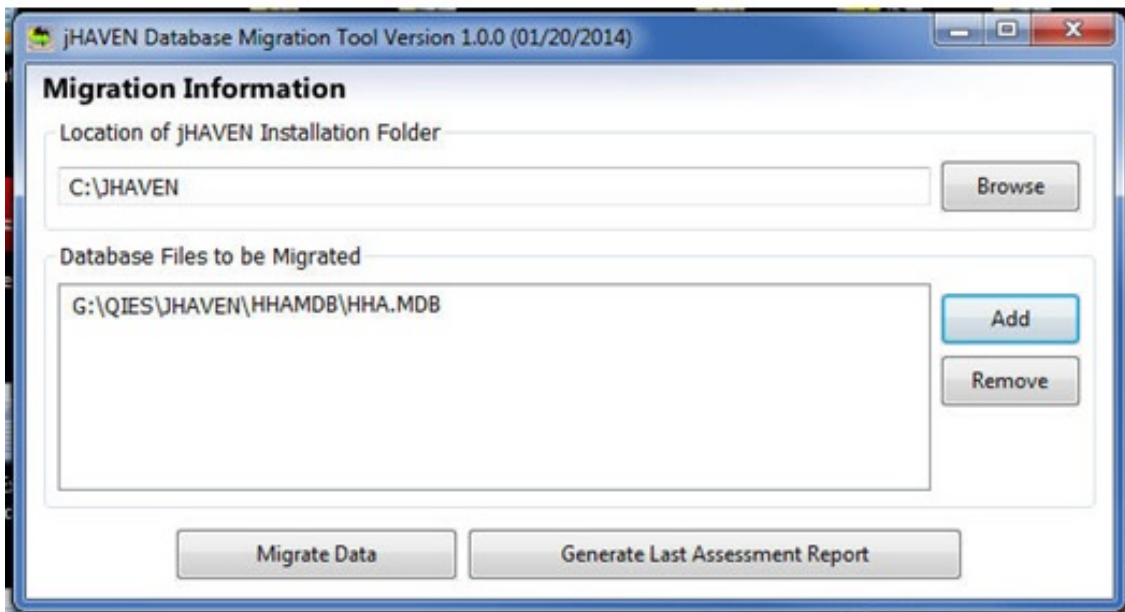 jHAVEN Database Migration Tool Version 1.0.0 (01/20/2014)
Migration Information
Location of jHAVEN Installation Folder
C:\JHAVEN
Browse
Database Files to be Migrated
G:\QIES\JHAVEN\HHAMDB\HHA.MDB
Add
Remove
Migrate Data
Generate Last Assessment Report